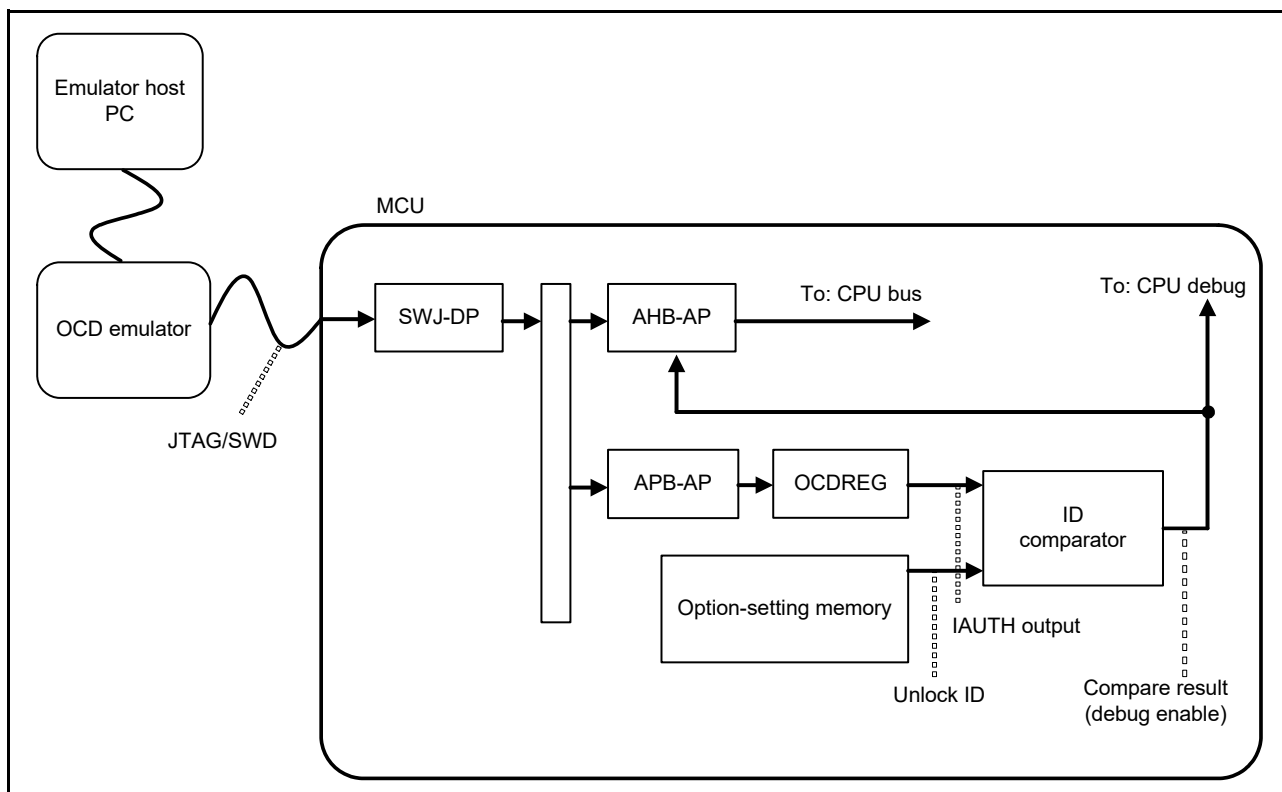 Emulator host
PC
MCU
OCD emulator
SWJ-DP
AHB-AP
To: CPU bus
To: CPU debug
JTAG/SWD
APB-AP
OCDREG
ID
comparator
Option-setting memory
IAUTH output
Unlock ID
Compare result
(debug enable)